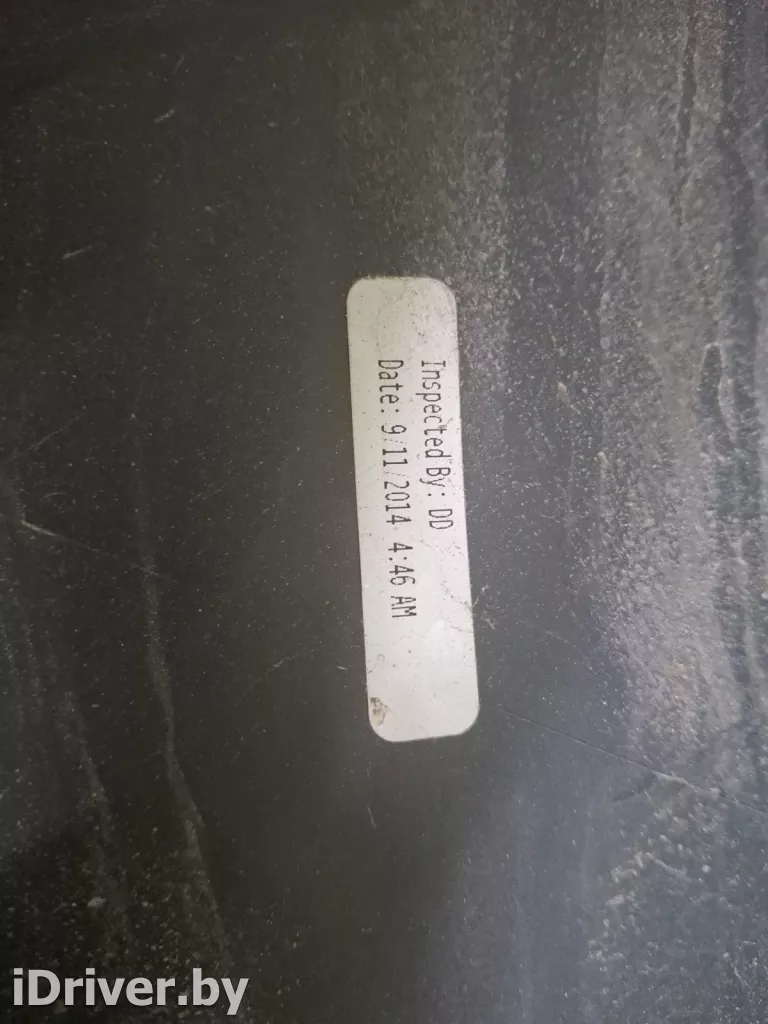 Inspected By: DD
Date: 9/11/2014 4:46 AM
iDriver.by